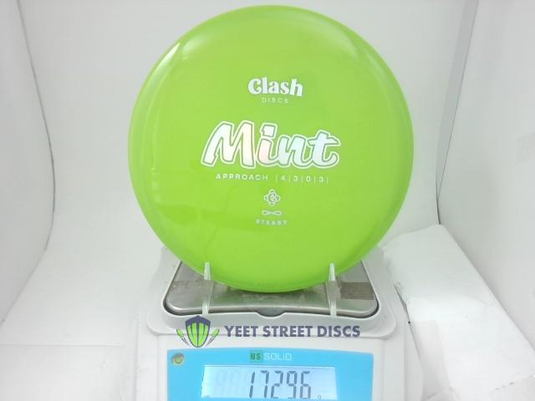 Clash
DISCS
Mint
APPROACH | 4 | 3 | 0 | 3 |
STEADY
YEET STREET DISCS
U.S. SOLID
172.96 g